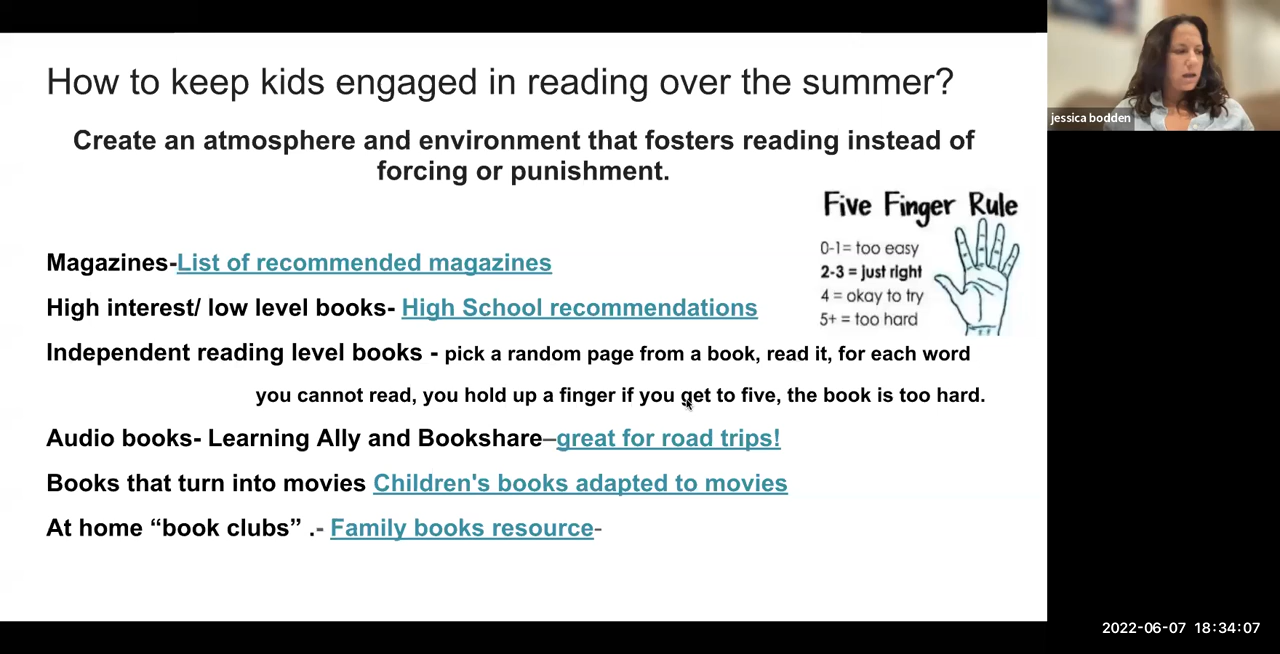 How to keep kids engaged in reading over the summer?
Create an atmosphere and environment that fosters reading instead of
forcing or punishment.
Five Finger Rule
0-1= too easy
2-3 = just right
4 = okay to try
5+ = too hard
Magazines-List of recommended magazines
High interest/ low level books- High School recommendations
Independent reading level books - pick a random page from a book, read it, for each word
you cannot read, you hold up a finger if you get to five, the book is too hard.
Audio books- Learning Ally and Bookshare–great for road trips!
Books that turn into movies Children's books adapted to movies
At home “book clubs” .- Family books resource-
jessica bodden
2022-06-07 18:34:07